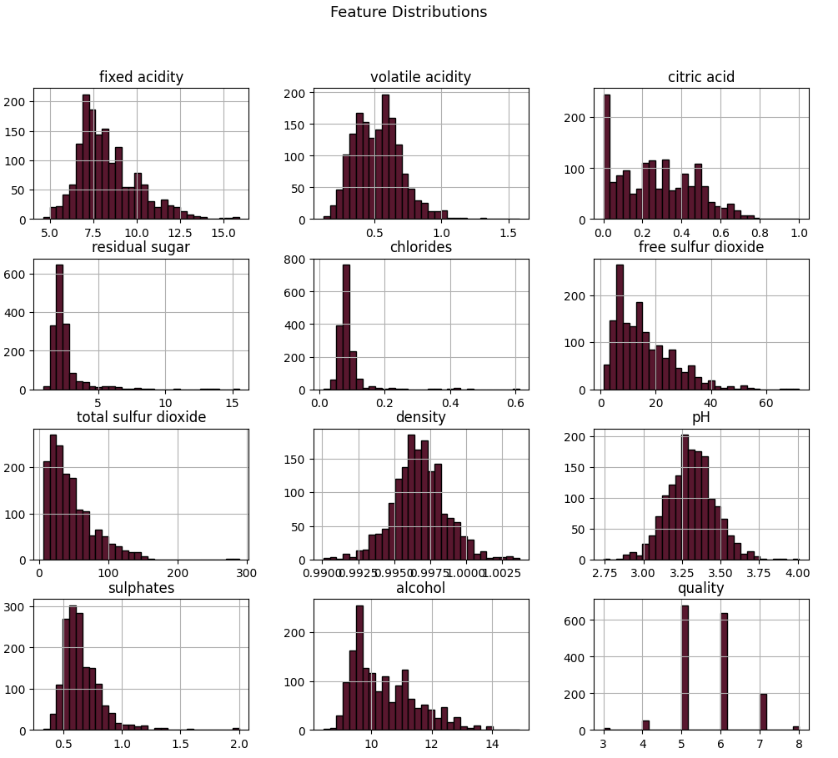 Feature Distributions
fixed acidity
volatile acidity
citric acid
200
150
100
50
0
5.0 7.5 10.0 12.5 15.0
200
150
100
50
0
0.5 1.0 1.5
200
100
0
0.0 0.2 0.4 0.6 0.8 1.0
residual sugar
chlorides
free sulfur dioxide
600
400
200
0
5 10 15
800
600
400
200
0
0.0 0.2 0.4 0.6
200
100
0
0 20 40 60
total sulfur dioxide
density
pH
200
100
0
0 100 200 300
150
100
50
0
0.9900 0.9925 0.9950 0.9975 1.0000 1.0025
200
150
100
50
0
2.75 3.00 3.25 3.50 3.75 4.00
sulphates
alcohol
quality
300
200
100
0
0.5 1.0 1.5 2.0
200
100
0
10 12 14
600
400
200
0
3 4 5 6 7 8